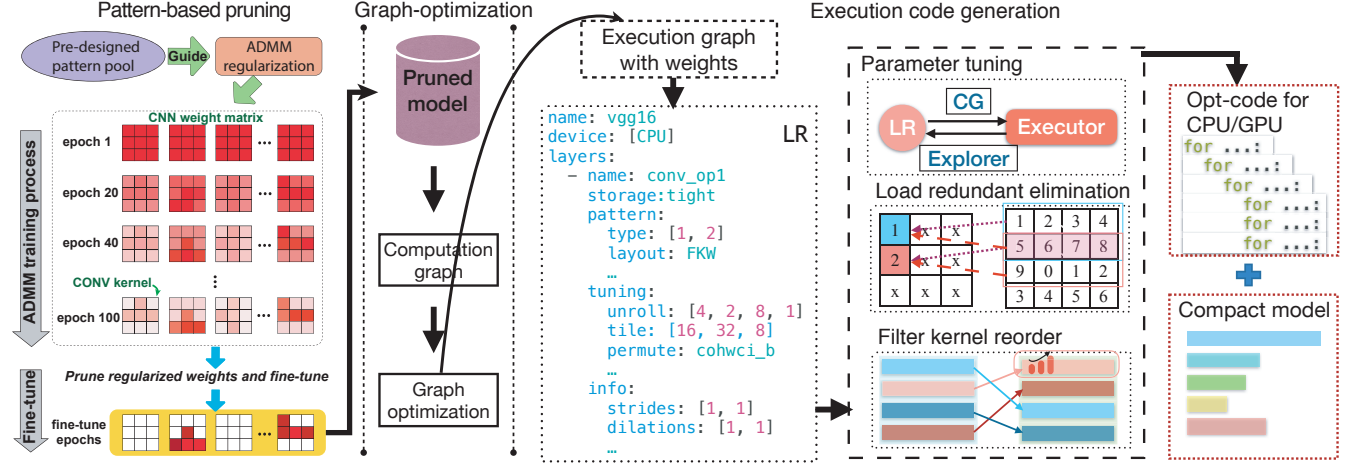 Pattern-based pruning
Pre-designed
pattern pool
Guide
ADMM
regularization
CNN weight matrix
ADMM training process
epoch 1
...
epoch 20
...
epoch 40
...
...
CONV kernel
epoch 100
...
Prune regularized weights and fine-tune
Fine-tune
fine-tune
epochs
...
Graph-optimization
Pruned
model
Computation
graph
Graph
optimization
Execution code generation
Execution graph
with weights
LR
name: vgg16
device: [CPU]
layers:
– name: conv_op1
storage:tight
pattern:
type: [1, 2]
layout: FKW
…
tuning:
unroll: [4, 2, 8, 1]
tile: [16, 32, 8]
permute: cohwci_b
…
info:
strides: [1, 1]
dilations: [1, 1]
…
Parameter tuning
LR
CG
Explorer
Executor
Load redundant elimination
1 x x
2 x x
x x x
1 2 3 4
5 6 7 8
9 0 1 2
3 4 5 6
Filter kernel reorder
Opt-code for
CPU/GPU
for ...:
for ...:
for ...:
for ...:
for ...:
for ...:
Compact model